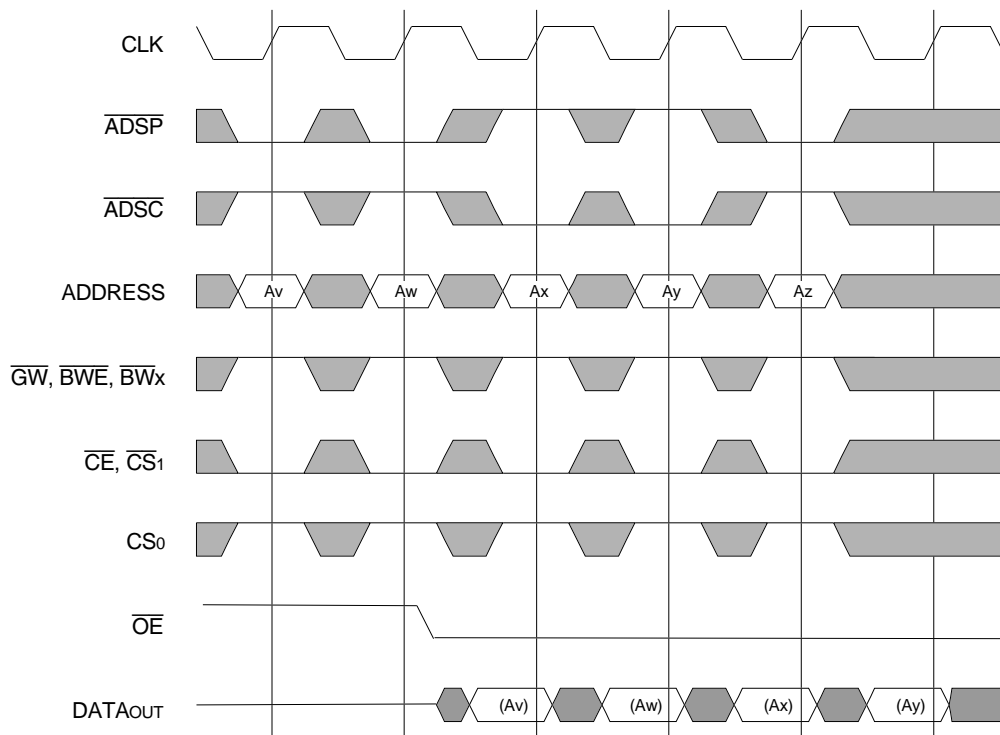 CLK
ADSP
ADSC
ADDRESS Av Aw Ax Ay Az
GW, BWE, BWx
CE, CS1
CS0
OE
DATAOUT (Av) (Aw) (Ax) (Ay)